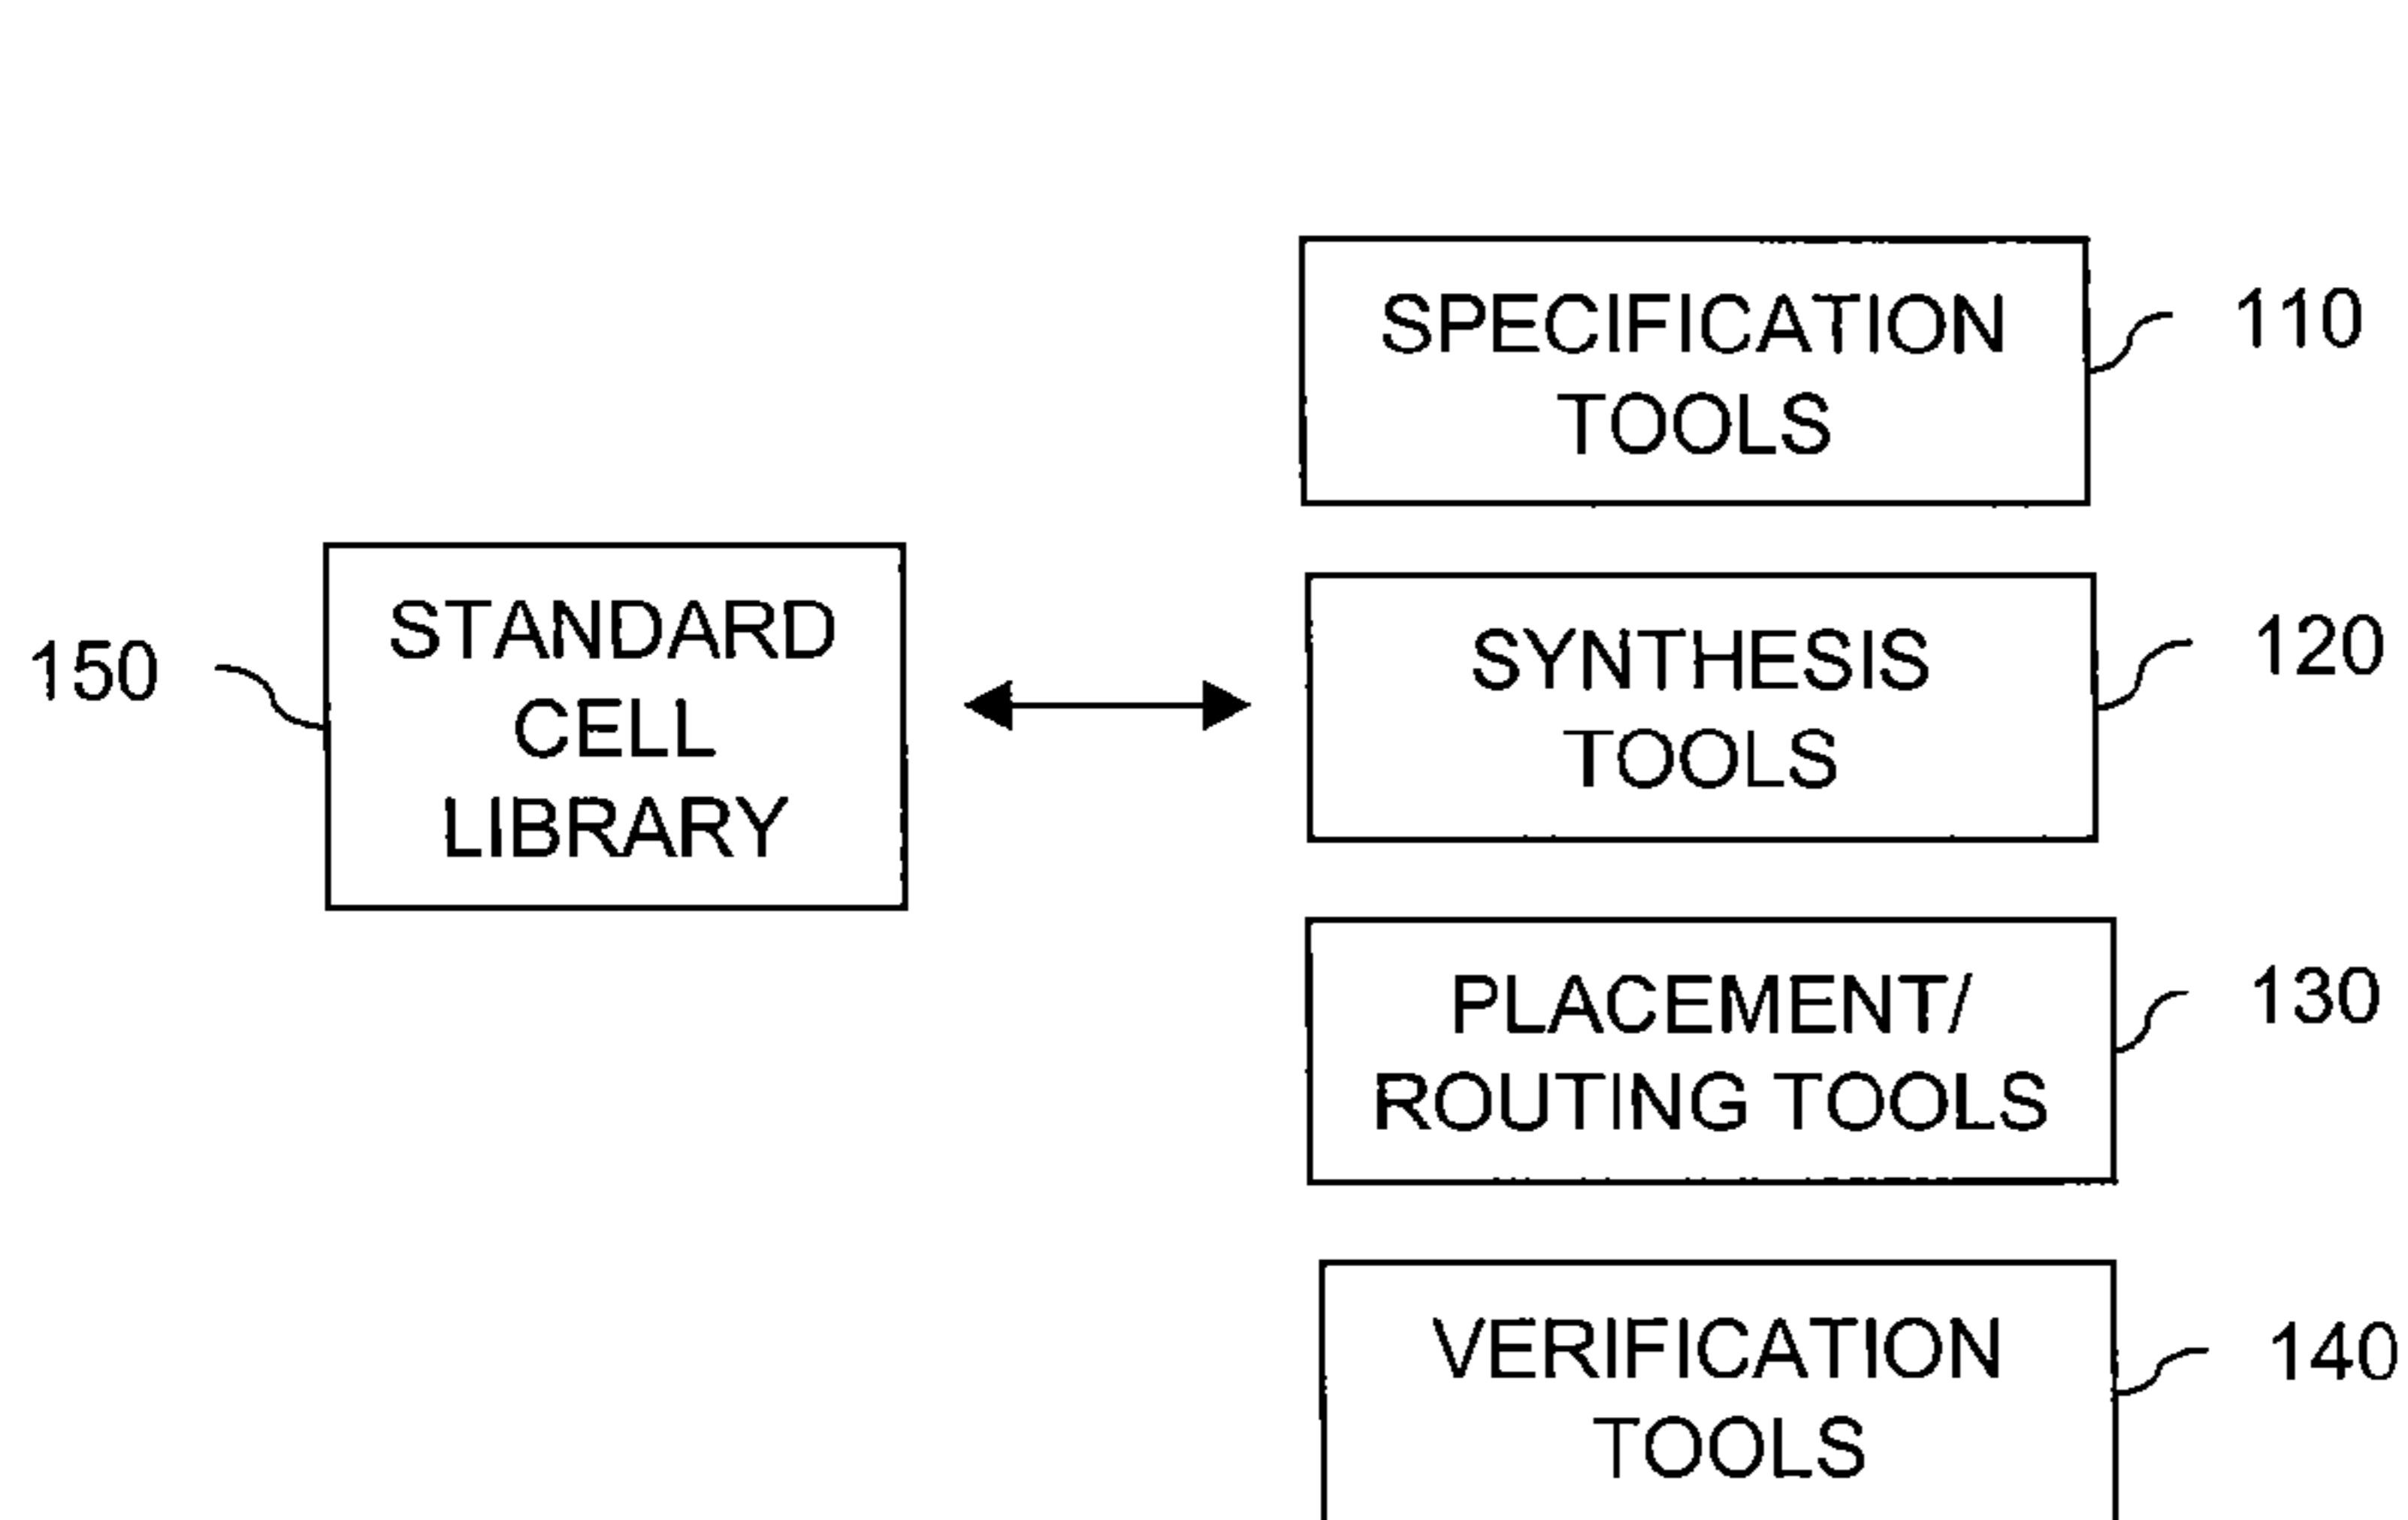 SPECIFICATION
TOOLS
110
STANDARD
CELL
LIBRARY
150
SYNTHESIS
TOOLS
120
PLACEMENT/
ROUTING TOOLS
130
VERIFICATION
TOOLS
140